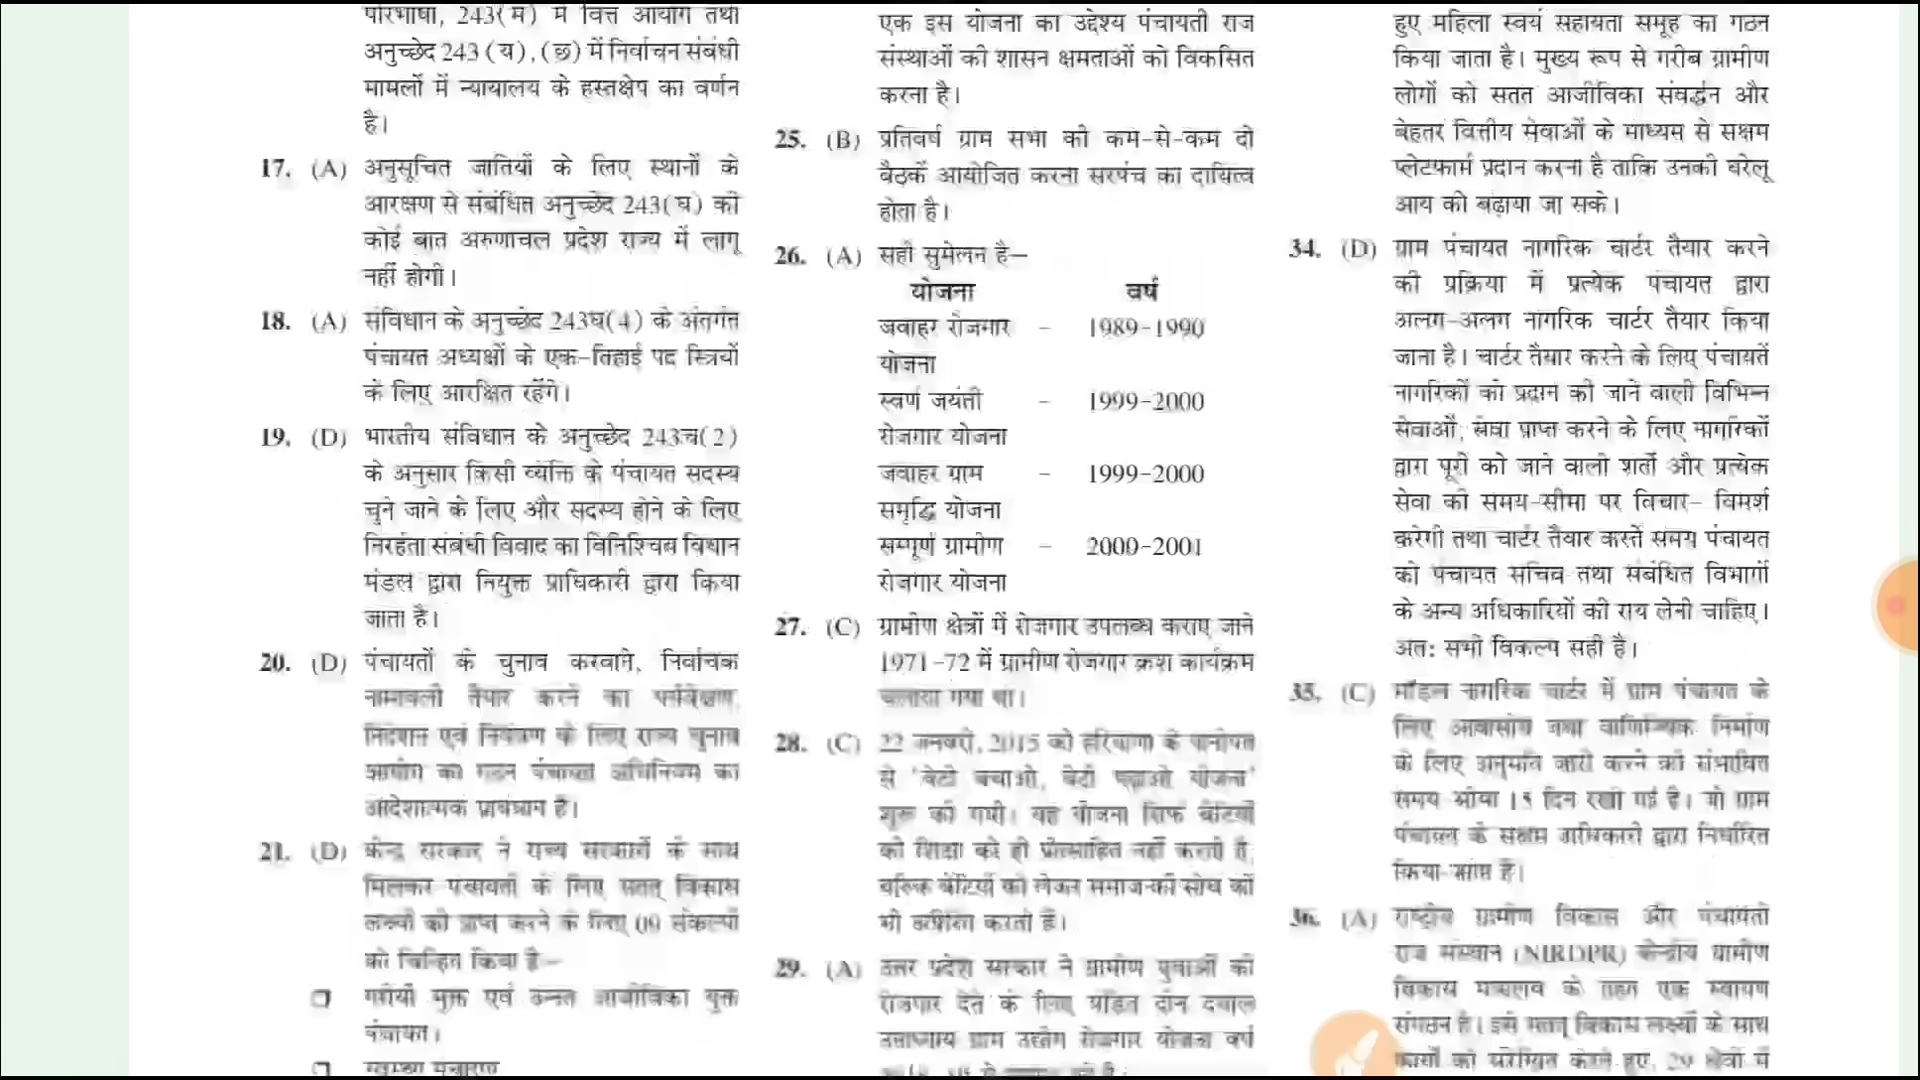 परिभाषा, 243(म) में वित्त आयोग तथा
अनुच्छेद 243 (य), (छ) में निर्वाचन संबंधी
मामलों में न्यायालय के हस्तक्षेप का वर्णन
है।
17. (A) अनुसूचित जातियों के लिए स्थानों के
आरक्षण से संबंधित अनुच्छेद 243(घ) की
कोई बात अरुणाचल प्रदेश राज्य में लागू
नहीं होगी।
18. (A) संविधान के अनुच्छेद 243घ(4) के अंतर्गत
पंचायत अध्यक्षों के एक-तिहाई पद स्त्रियों
के लिए आरक्षित रहेंगे।
19. (D) भारतीय संविधान के अनुच्छेद 243च(2)
के अनुसार किसी व्यक्ति के पंचायत सदस्य
चुने जाने के लिए और सदस्य होने के लिए
निरर्हता संबंधी विवाद का विनिश्चिय विधान
मंडल द्वारा नियुक्त प्राधिकारी द्वारा किया
जाता है।
20. (D) पंचायतों के चुनाव करवाने, निर्वाचक
नामावली तैयार करने का पर्यवेक्षण,
निदेशन एवं नियंत्रण के लिए राज्य चुनाव
आयोग का गठन पंचायत अधिनियम का
आदेशात्मक प्रावधान है।
21. (D) केन्द्र सरकार ने राज्य सरकारों के साथ
मिलकर पंचायतों के लिए सतत् विकास
लक्ष्यों को प्राप्त करने के लिए 09 संकल्पों
को चिन्हित किया है-
गरीबी मुक्त एवं उन्नत आजीविका युक्त
पंचायत।
एक इस योजना का उद्देश्य पंचायती राज
संस्थाओं की शासन क्षमताओं को विकसित
करना है।
25. (B) प्रतिवर्ष ग्राम सभा की कम-से-कम दो
बैठकें आयोजित करना सरपंच का दायित्व
होता है।
26. (A) सही सुमेलन है—
योजना वर्ष
जवाहर रोजगार - 1989-1990
योजना
स्वर्ण जयंती - 1999-2000
रोजगार योजना
जवाहर ग्राम - 1999-2000
समृद्धि योजना
सम्पूर्ण ग्रामीण - 2000-2001
रोजगार योजना
27. (C) ग्रामीण क्षेत्रों में रोजगार उपलब्ध कराए जाने
1971-72 में ग्रामीण रोजगार क्रश कार्यक्रम
चलाया गया था।
28. (C) 22 जनवरी, 2015 को हरियाणा के पानीपत
से 'बेटी बचाओ, बेटी पढ़ाओ योजना'
शुरू की गयी। यह योजना सिर्फ बेटियों
की शिक्षा को ही प्रोत्साहित नहीं करती है,
बल्कि बेटियों को लेकर समाज की सोच को
भी करती है।
29. (A) उत्तर प्रदेश सरकार ने ग्रामीण युवाओं को
रोजगार देने के लिए पंडित दीन दयाल
उपाध्याय ग्राम उद्योग रोजगार योजना वर्ष
हुए महिला स्वयं सहायता समूह का गठन
किया जाता है। मुख्य रूप से गरीब ग्रामीण
लोगों को सतत आजीविका संवर्द्धन और
बेहतर वित्तीय सेवाओं के माध्यम से सक्षम
प्लेटफार्म प्रदान करना है ताकि उनकी घरेलू
आय की बढ़ाया जा सके।
34. (D) ग्राम पंचायत नागरिक चार्टर तैयार करने
की प्रक्रिया में प्रत्येक पंचायत द्वारा
अलग-अलग नागरिक चार्टर तैयार किया
जाना है। चार्टर तैयार करने के लिए पंचायतें
नागरिकों को प्रदान की जाने वाली विभिन्न
सेवाओं, सेवा प्राप्त करने के लिए नागरिकों
द्वारा पूरी की जाने वाली शर्तों और प्रत्येक
सेवा की समय-सीमा पर विचार- विमर्श
करेगी तथा चार्टर तैयार करते समय पंचायत
को पंचायत सचिव तथा संबंधित विभागों
के अन्य अधिकारियों की राय लेनी चाहिए।
अत: सभी विकल्प सही है।
35. (C) मॉडल नागरिक चार्टर में ग्राम पंचायत के
लिए आवासीय तथा वाणिज्यिक निर्माण
के लिए अनुमति जारी करने की संभावित
समय सीमा 15 दिन रखी गई है। जो ग्राम
पंचायत के सक्षम अधिकारी द्वारा निर्धारित
किया जाता है।
36. (A) राष्ट्रीय ग्रामीण विकास और पंचायती
राज संस्थान (NIRDPR) केन्द्रीय ग्रामीण
विकास मंत्रालय के तहत एक स्वायत्त
संगठन है। इसे सतत् विकास लक्ष्यों के साथ
कार्यों को करते हुए, 29 क्षेत्रों में